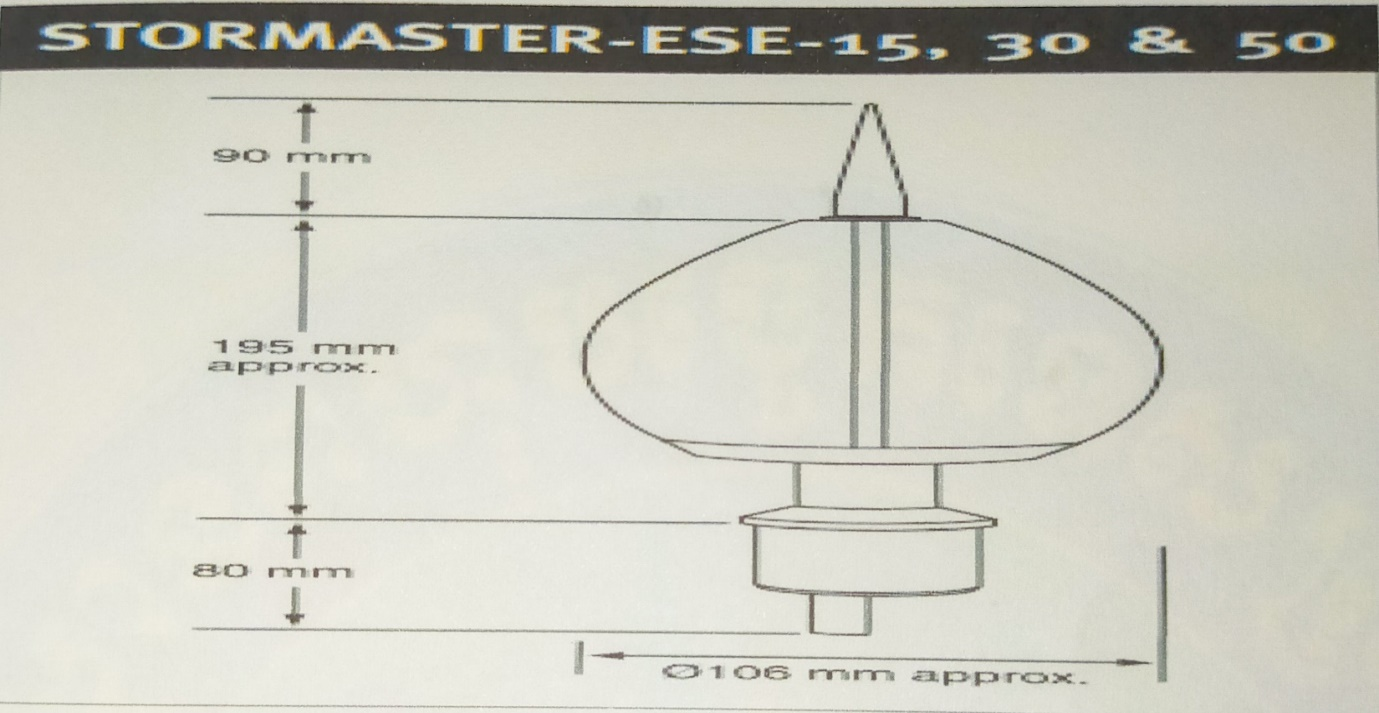 STORMASTER-ESE-15, 30 & 50
90 mm
195 mm
approx.
80 mm
Ø106 mm approx.